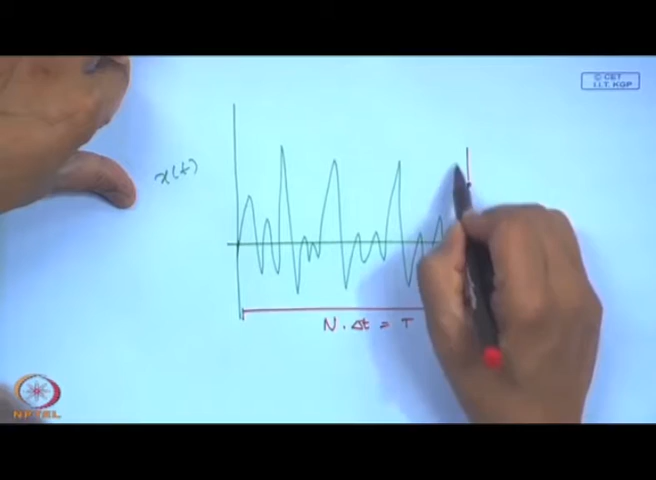 © CET
I.I.T. KGP
x(t)
N . Δt = T
NPTEL